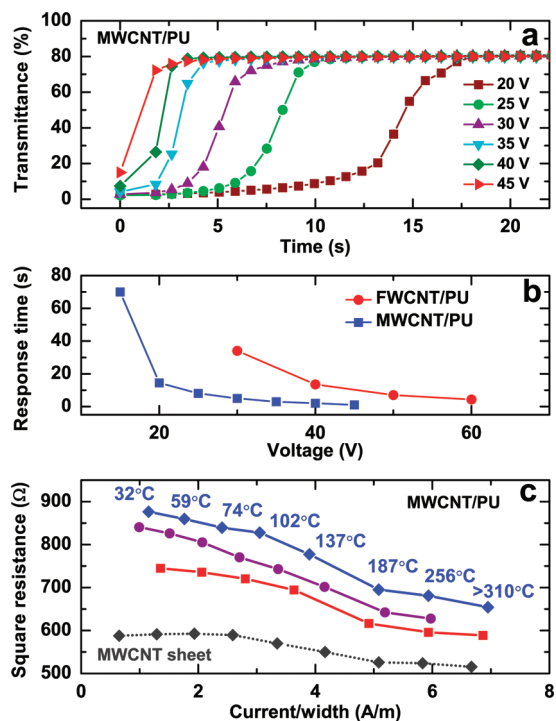 MWCNT/PU
a
Transmittance (%)
100
80
60
40
20
0
20 V
25 V
30 V
35 V
40 V
45 V
0
5
10
15
20
Time (s)
Response time (s)
80
60
40
20
0
b
FWCNT/PU
MWCNT/PU
20
40
60
Voltage (V)
Square resistance (Ω)
900
800
700
600
500
MWCNT/PU
c
32°C
59°C
74°C
102°C
137°C
187°C
256°C
>310°C
MWCNT sheet
0
2
4
6
8
Current/width (A/m)